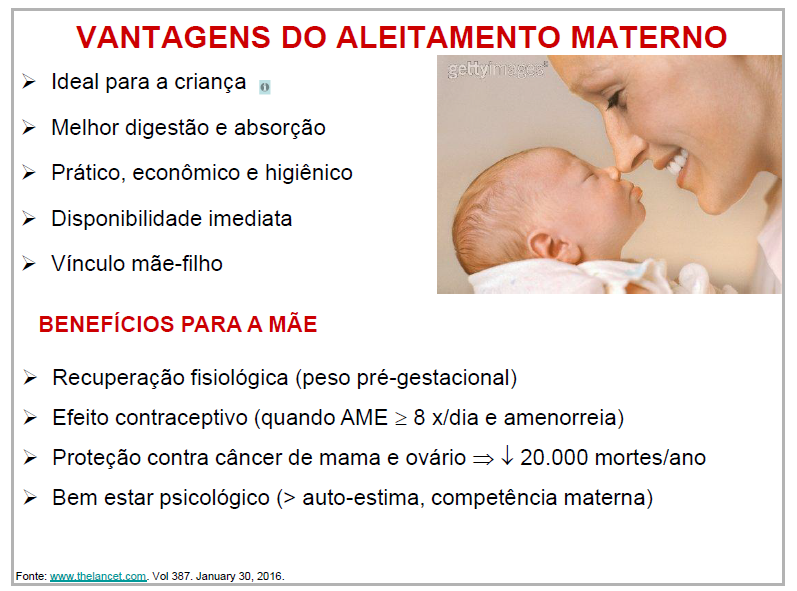 VANTAGENS DO ALEITAMENTO MATERNO
gettyimages®
➢ Ideal para a criança
➢ Melhor digestão e absorção
➢ Prático, econômico e higiênico
➢ Disponibilidade imediata
➢ Vínculo mãe-filho
BENEFÍCIOS PARA A MÃE
➢ Recuperação fisiológica (peso pré-gestacional)
➢ Efeito contraceptivo (quando AME ≥ 8 x/dia e amenorreia)
➢ Proteção contra câncer de mama e ovário ⇒ ↓ 20.000 mortes/ano
➢ Bem estar psicológico (> auto-estima, competência materna)
Fonte: www.thelancet.com. Vol 387. January 30, 2016.